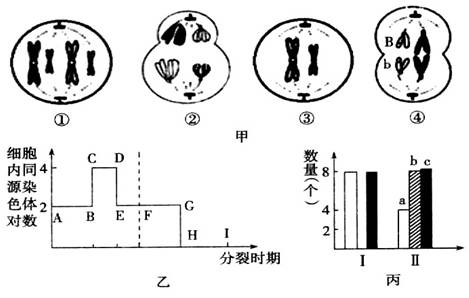 B
b
① ② ③ ④
甲
细胞内同源染色体对数
4
2
C D
A B E F G
H I
分裂时期
乙
数量(个)
8
4
2
a b c
Ⅰ Ⅱ
丙